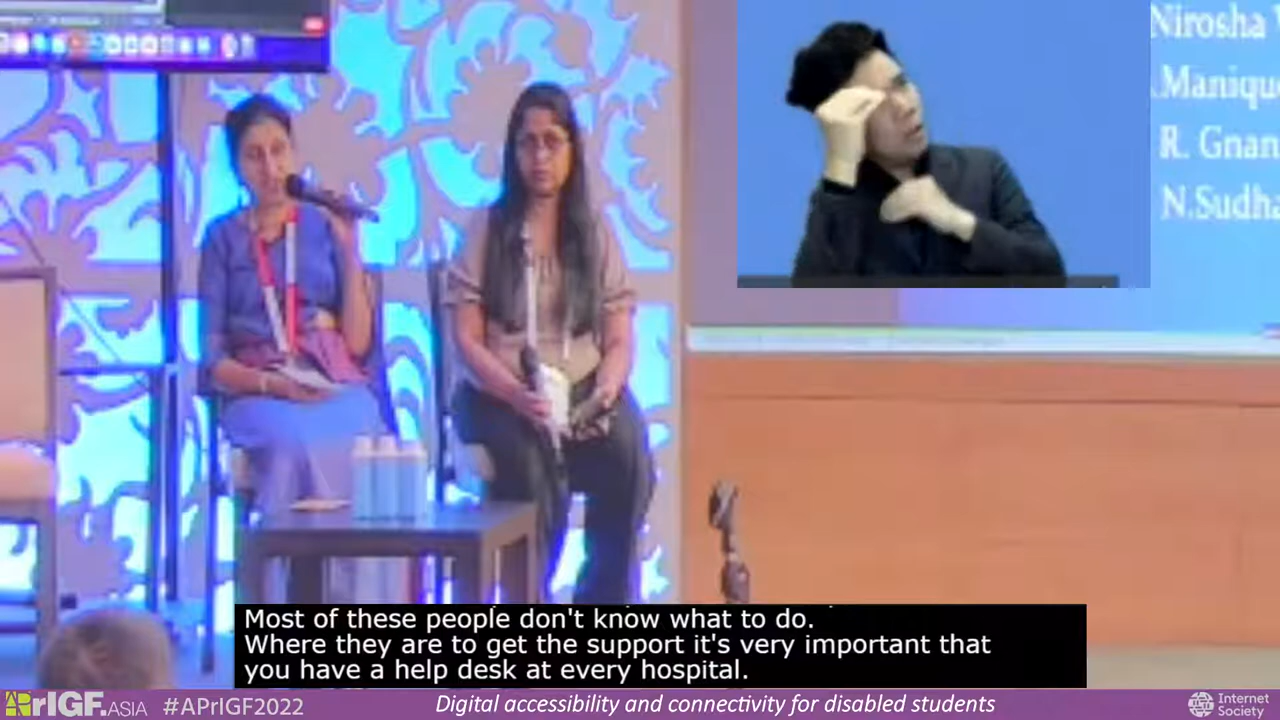 Nirosha
R. Gnan
N.Sudha
Most of these people don't know what to do.
Where they are to get the support it's very important that
you have a help desk at every hospital.
APrIGF.ASIA #APrIGF2022
Digital accessibility and connectivity for disabled students
Internet
Society